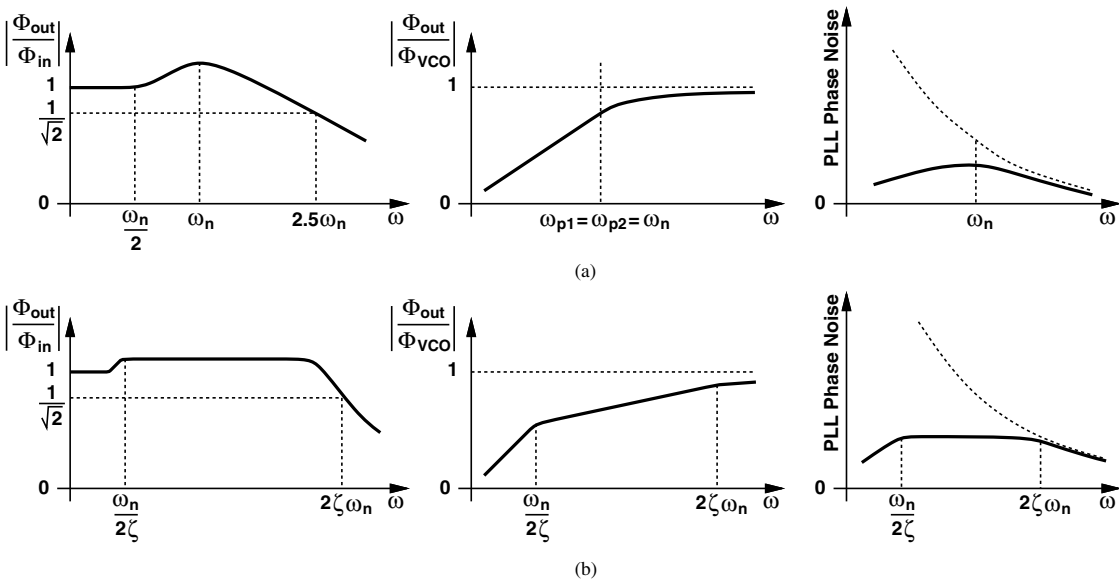 |Φout/Φin|
1
1/√2
0
ωn/2
ωn
2.5ωn
ω
|Φout/ΦVCO|
1
0
ωp1 = ωp2 = ωn
ω
PLL Phase Noise
0
ωn
ω
(a)
|Φout/Φin|
1
1/√2
0
ωn/2ζ
2ζωn
ω
|Φout/ΦVCO|
1
0
ωn/2ζ
2ζωn
ω
PLL Phase Noise
0
ωn/2ζ
2ζωn
ω
(b)